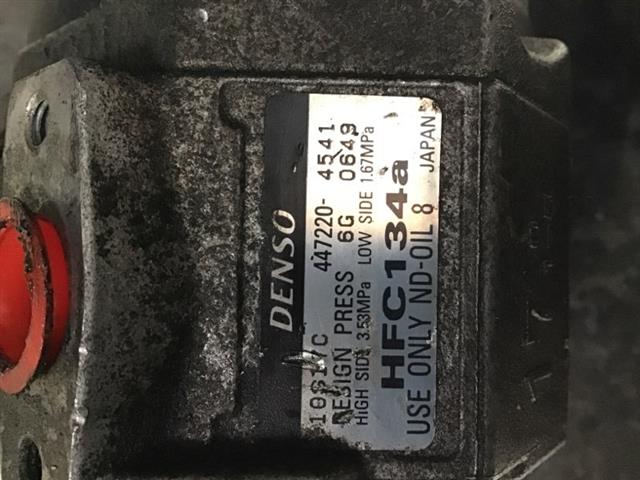 DENSO
447220-4541
DESIGN PRESS 6G 0649
HIGH SIDE 3.53MPa LOW SIDE 1.67MPa
HFC134a
USE ONLY ND-OIL 8 JAPAN